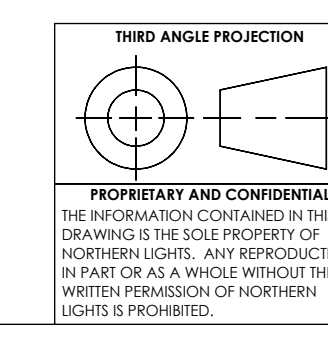 THIRD ANGLE PROJECTION
PROPRIETARY AND CONFIDENTIAL
THE INFORMATION CONTAINED IN THIS
DRAWING IS THE SOLE PROPERTY OF
NORTHERN LIGHTS. ANY REPRODUCTI
IN PART OR AS A WHOLE WITHOUT TH
WRITTEN PERMISSION OF NORTHERN
LIGHTS IS PROHIBITED.